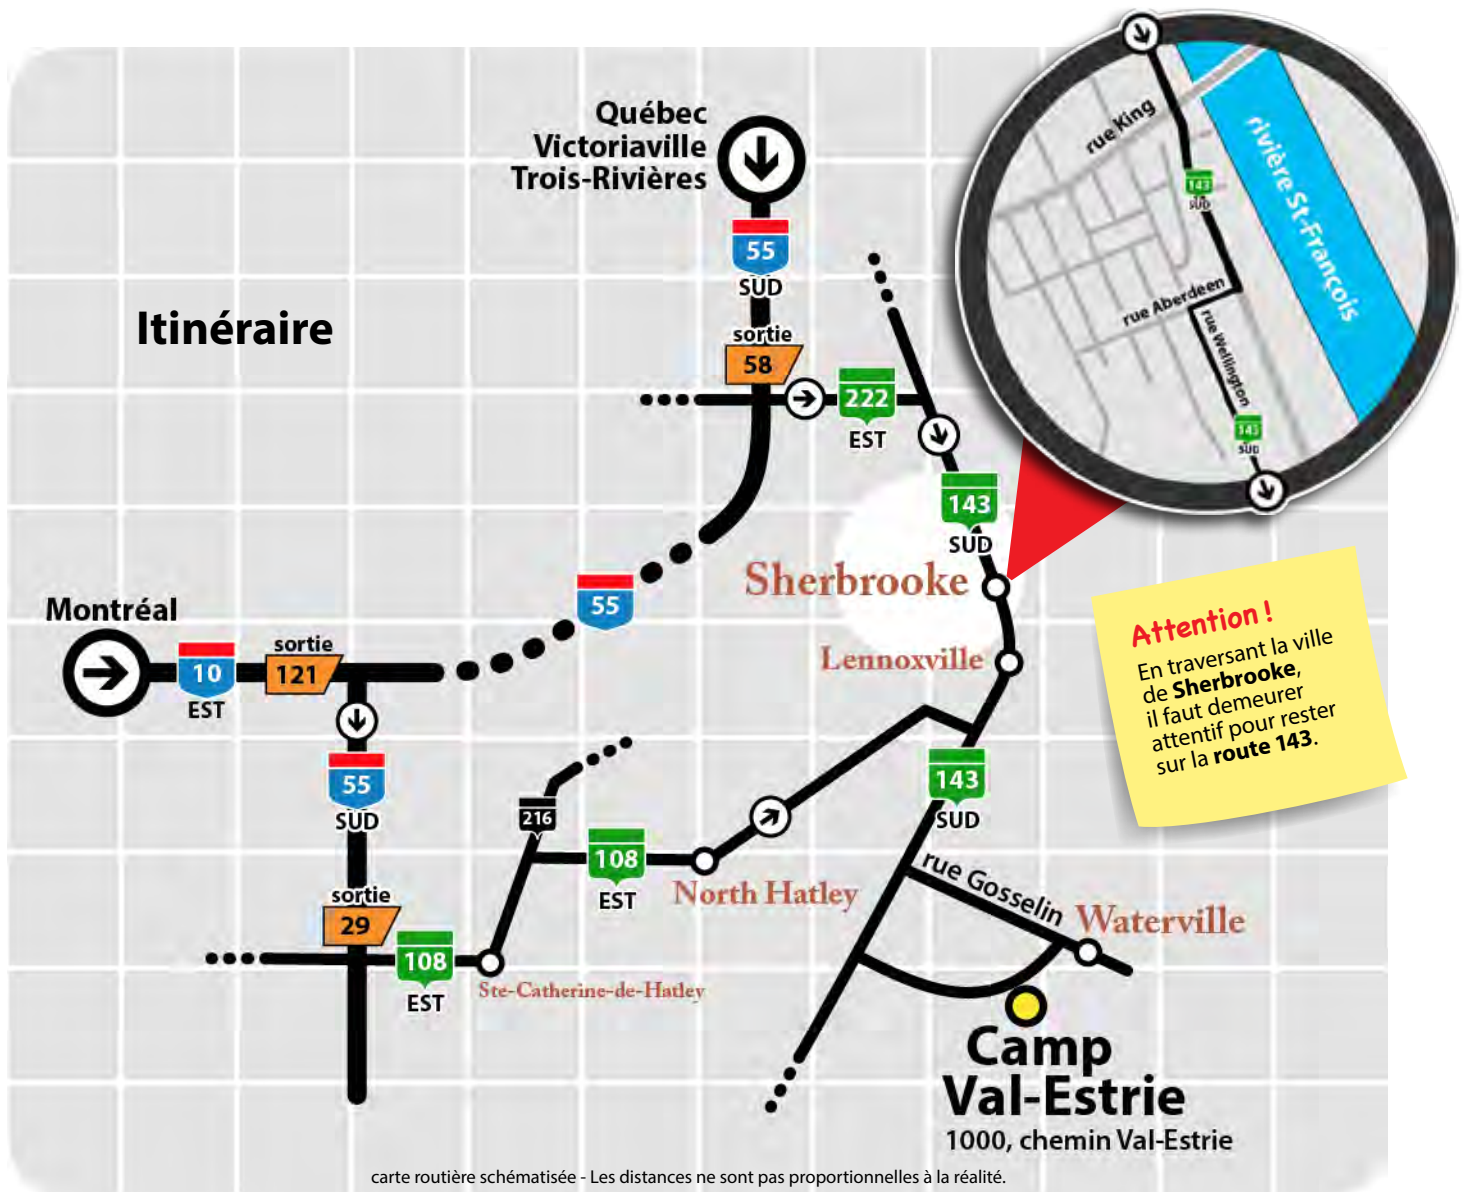 Québec
Victoriaville
Trois-Rivières
55
SUD
sortie
58
222
EST
143
SUD
rue King
rivière St-François
143
SUD
rue Aberdeen
rue Wellington
143
SUD
Itinéraire
Sherbrooke
Lennoxville
55
Montréal
10
EST
sortie
121
55
SUD
sortie
29
108
EST
Ste-Catherine-de-Hatley
216
108
EST
North Hatley
143
SUD
rue Gosselin
Waterville
Attention !
En traversant la ville
de Sherbrooke,
il faut demeurer
attentif pour rester
sur la route 143.
Camp
Val-Estrie
1000, chemin Val-Estrie
carte routière schématisée - Les distances ne sont pas proportionnelles à la réalité.